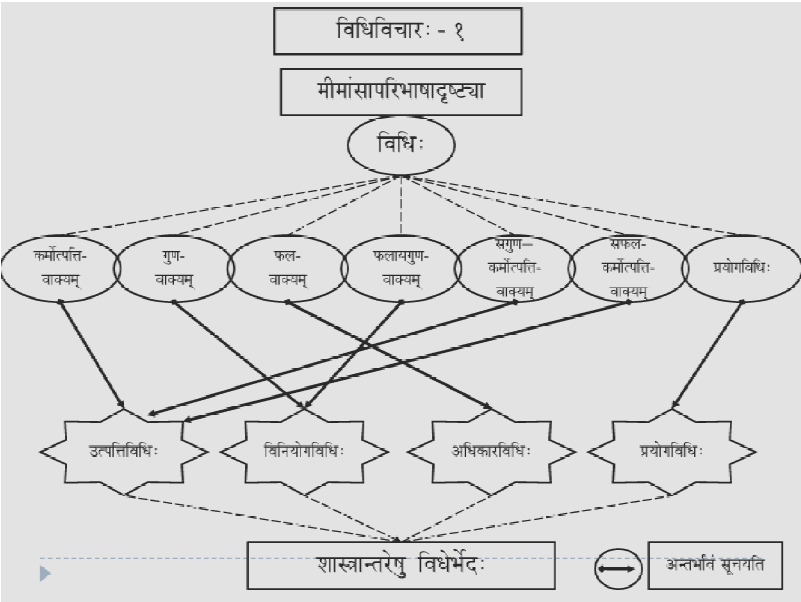 विधिविचारः - १
मीमांसापरिभाषादृष्ट्या
विधिः
कर्मोत्पत्ति-
वाक्यम्
गुण-
वाक्यम्
फल-
वाक्यम्
फलायगुण-
वाक्यम्
सगुण–
कर्मोत्पत्ति-
वाक्यम्
सफल-
कर्मोत्पत्ति-
वाक्यम्
प्रयोगविधिः
उत्पत्तिविधिः
विनियोगविधिः
अधिकारविधिः
प्रयोगविधिः
शास्त्रान्तरेषु विधेर्भेदः
अन्तर्भावं सूचयति